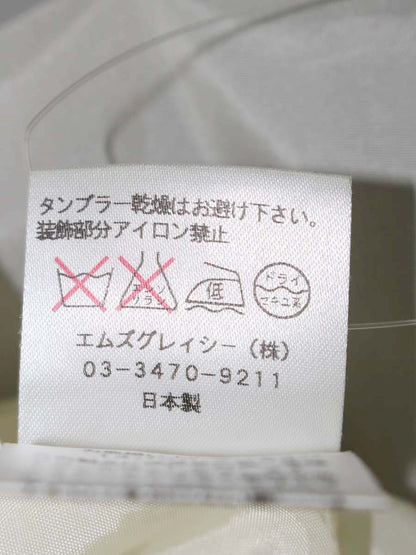 タンブラー乾燥はお避け下さい。
装飾部分アイロン禁止
エンソ サラシ 低 ドライ セキユ系
エムズグレイシー(株)
03-3470-9211
日本製